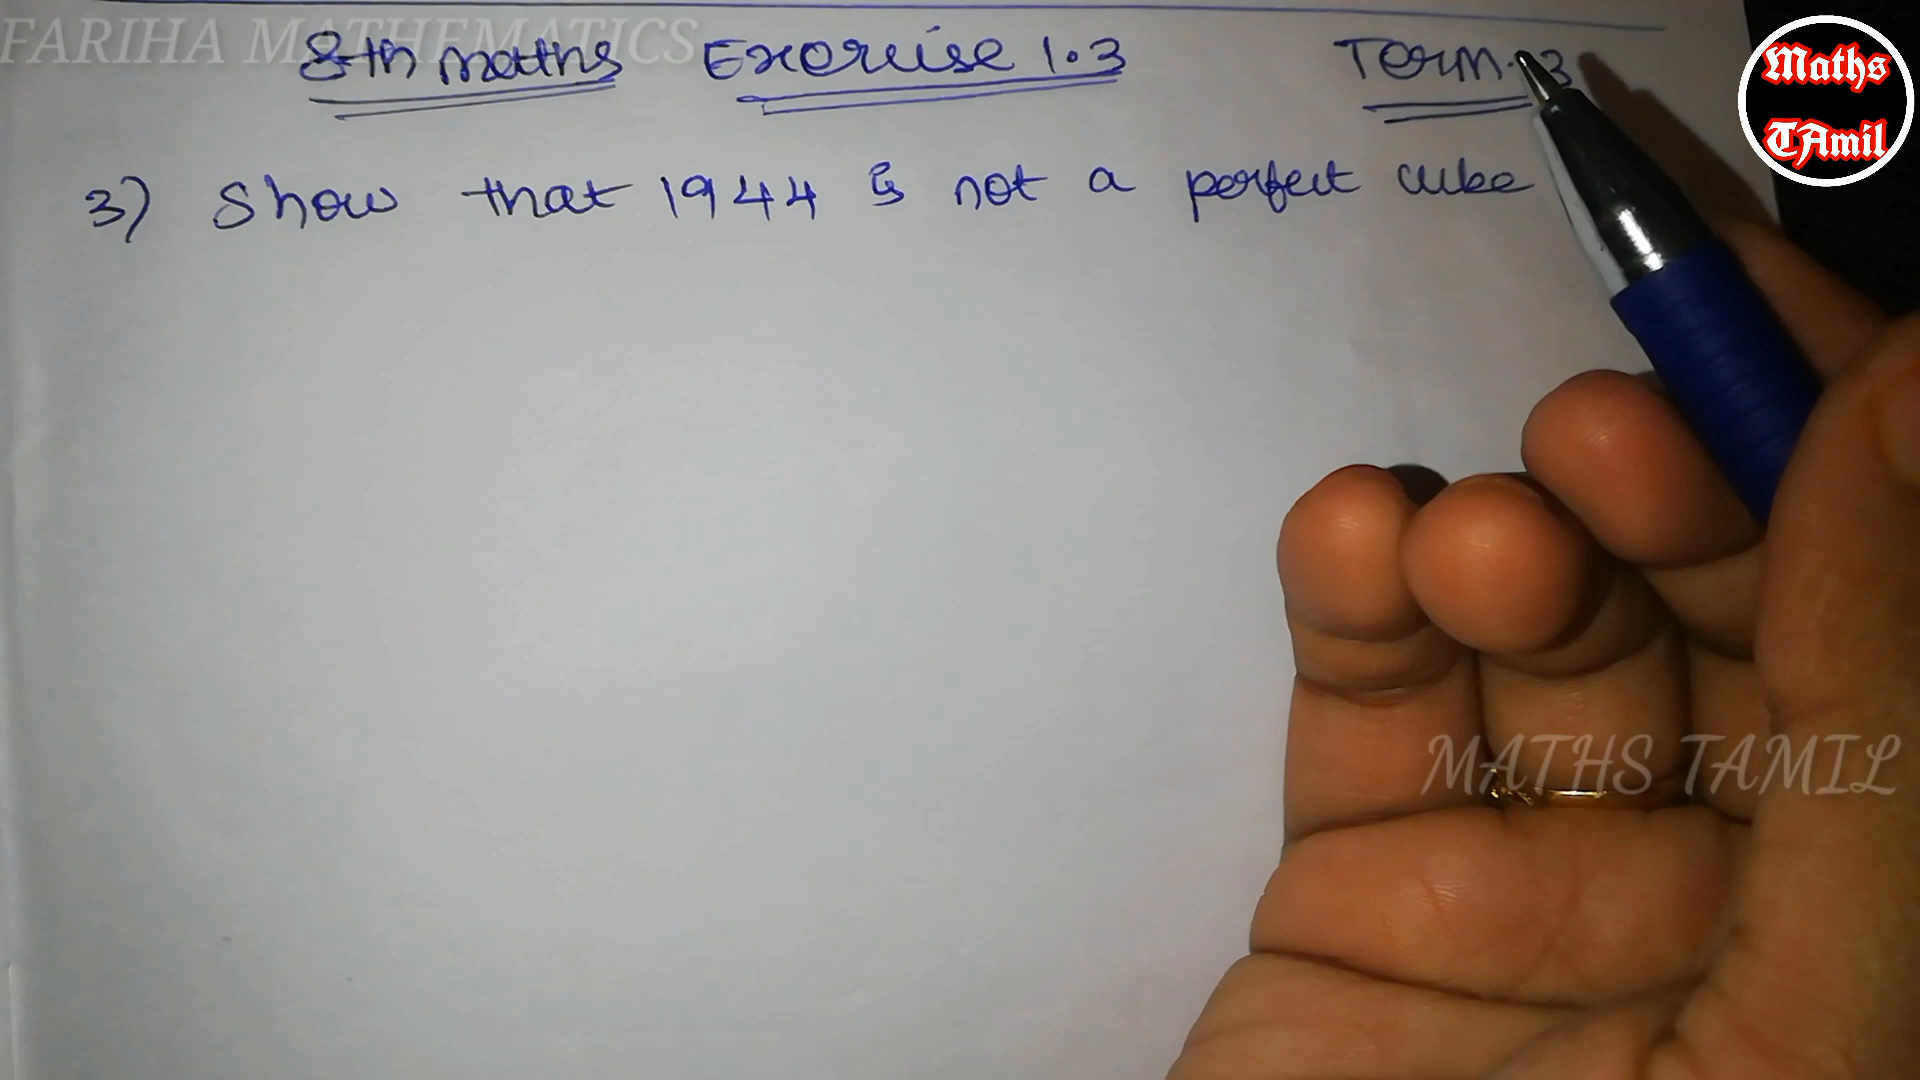 FARIHA MATHEMATICS
8th maths Exercise 1.3 Term-3
Maths
TAmil
3) Show that 1944 is not a perfect cube
MATHS TAMIL